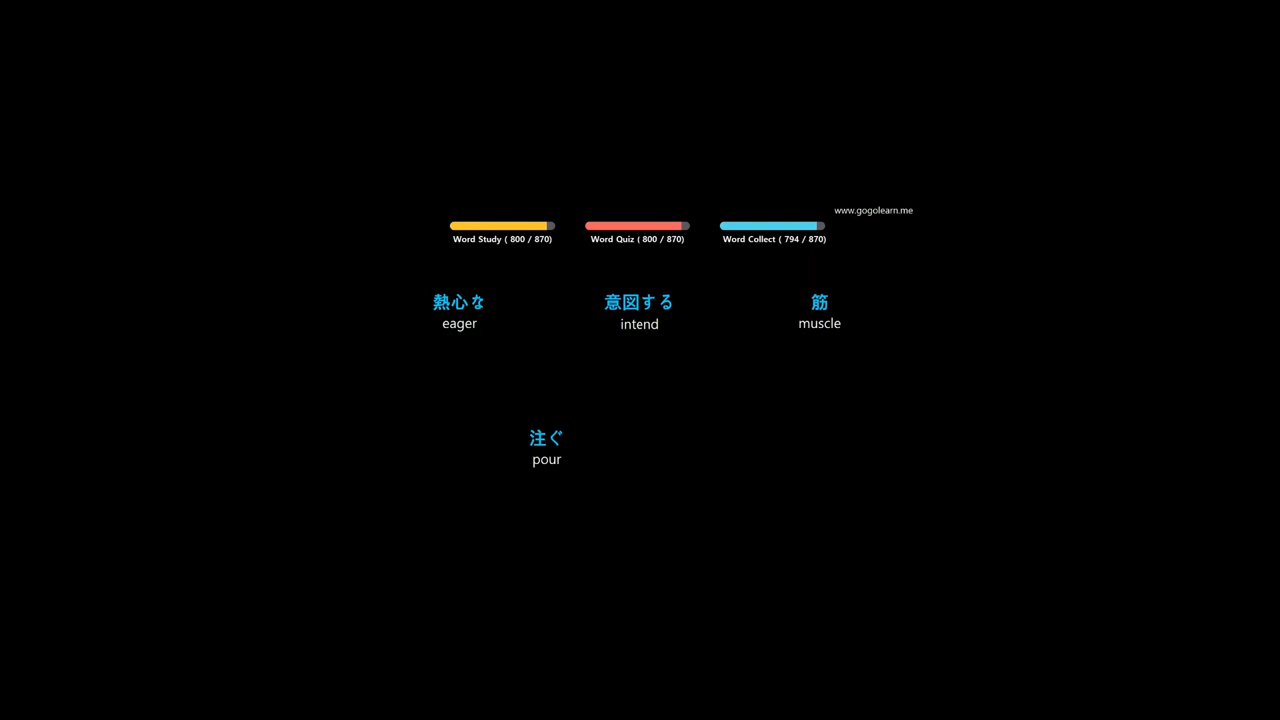 www.gogolearn.me
Word Study ( 800 / 870)
Word Quiz ( 800 / 870)
Word Collect ( 794 / 870)
熱心な
eager
意図する
intend
筋
muscle
注ぐ
pour